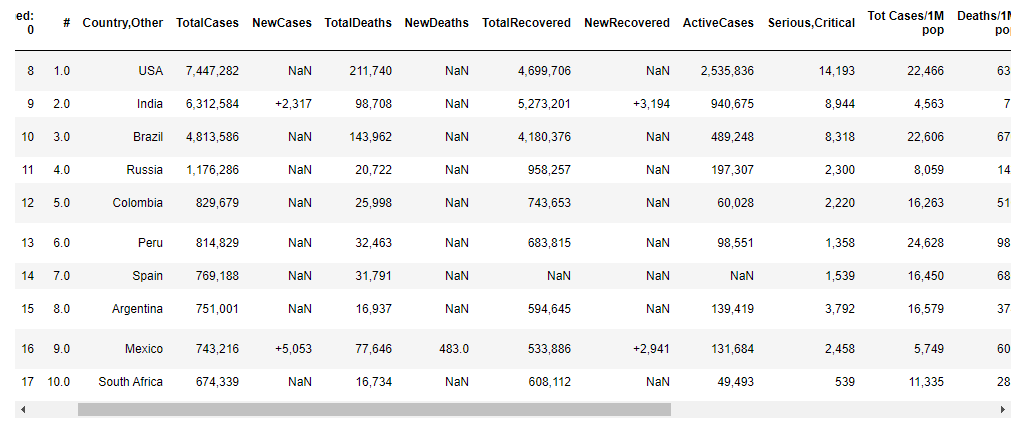 ed: 0 # Country,Other TotalCases NewCases TotalDeaths NewDeaths TotalRecovered NewRecovered ActiveCases Serious,Critical Tot Cases/1M pop Deaths/1M po
8 1.0 USA 7,447,282 NaN 211,740 NaN 4,699,706 NaN 2,535,836 14,193 22,466 63
9 2.0 India 6,312,584 +2,317 98,708 NaN 5,273,201 +3,194 940,675 8,944 4,563 7
10 3.0 Brazil 4,813,586 NaN 143,962 NaN 4,180,376 NaN 489,248 8,318 22,606 67
11 4.0 Russia 1,176,286 NaN 20,722 NaN 958,257 NaN 197,307 2,300 8,059 14
12 5.0 Colombia 829,679 NaN 25,998 NaN 743,653 NaN 60,028 2,220 16,263 51
13 6.0 Peru 814,829 NaN 32,463 NaN 683,815 NaN 98,551 1,358 24,628 98
14 7.0 Spain 769,188 NaN 31,791 NaN NaN NaN NaN 1,539 16,450 68
15 8.0 Argentina 751,001 NaN 16,937 NaN 594,645 NaN 139,419 3,792 16,579 37
16 9.0 Mexico 743,216 +5,053 77,646 483.0 533,886 +2,941 131,684 2,458 5,749 60
17 10.0 South Africa 674,339 NaN 16,734 NaN 608,112 NaN 49,493 539 11,335 28